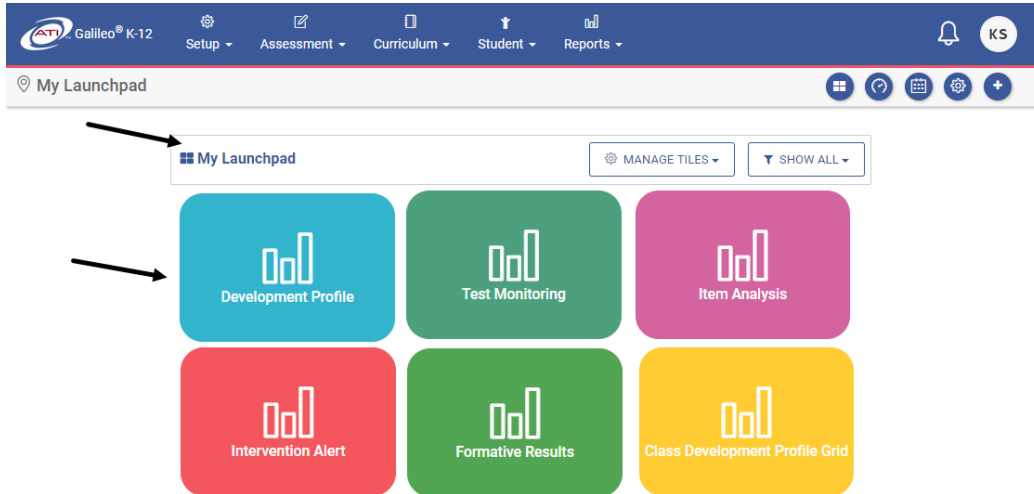 ATI Galileo® K-12
Setup Assessment Curriculum Student Reports
KS
My Launchpad
My Launchpad
MANAGE TILES
SHOW ALL
Development Profile
Test Monitoring
Item Analysis
Intervention Alert
Formative Results
Class Development Profile Grid